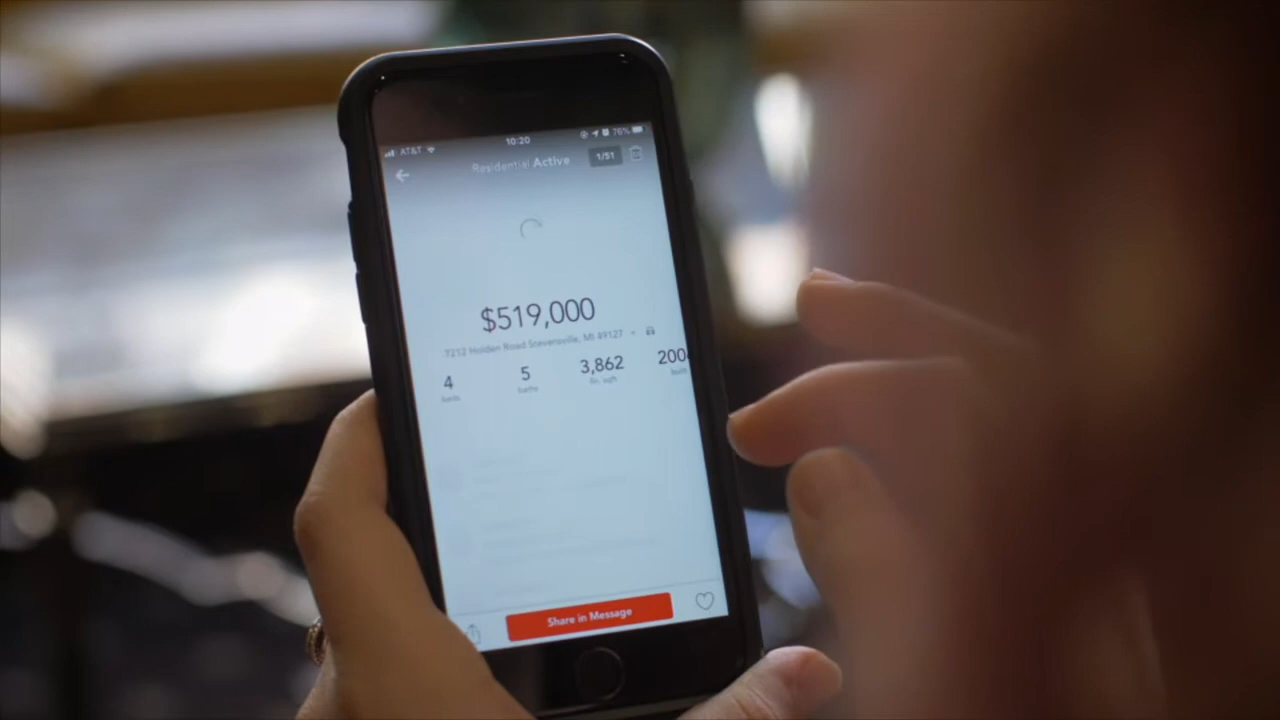 AT&T 10:20 76%
Residential Active 1/51
$519,000
7212 Holden Road Stevensville, MI 49127
4 5 3,862 200
beds baths fin. sqft built
Share in Message